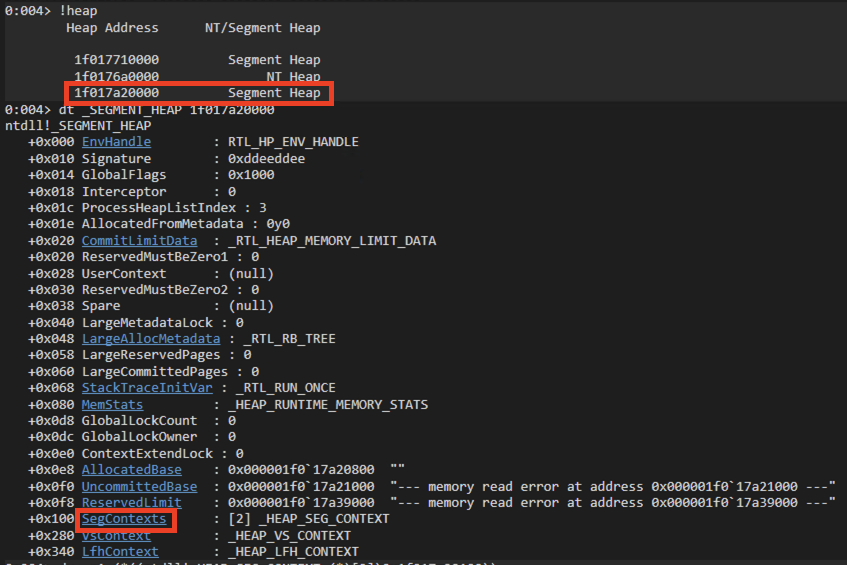 0:004> !heap
Heap Address NT/Segment Heap
1f017710000 Segment Heap
1f0176a0000 NT Heap
1f017a20000 Segment Heap
0:004> dt _SEGMENT_HEAP 1f017a20000
ntdll!_SEGMENT_HEAP
+0x000 EnvHandle : RTL_HP_ENV_HANDLE
+0x010 Signature : 0xddeeddee
+0x014 GlobalFlags : 0x1000
+0x018 Interceptor : 0
+0x01c ProcessHeapListIndex : 3
+0x01e AllocatedFromMetadata : 0y0
+0x020 CommitLimitData : _RTL_HEAP_MEMORY_LIMIT_DATA
+0x020 ReservedMustBeZero1 : 0
+0x028 UserContext : (null)
+0x030 ReservedMustBeZero2 : 0
+0x038 Spare : (null)
+0x040 LargeMetadataLock : 0
+0x048 LargeAllocMetadata : _RTL_RB_TREE
+0x058 LargeReservedPages : 0
+0x060 LargeCommittedPages : 0
+0x068 StackTraceInitVar : _RTL_RUN_ONCE
+0x080 MemStats : _HEAP_RUNTIME_MEMORY_STATS
+0x0d8 GlobalLockCount : 0
+0x0dc GlobalLockOwner : 0
+0x0e0 ContextExtendLock : 0
+0x0e8 AllocatedBase : 0x000001f0`17a20800 ""
+0x0f0 UncommittedBase : 0x000001f0`17a21000 "--- memory read error at address 0x000001f0`17a21000 ---"
+0x0f8 ReservedLimit : 0x000001f0`17a39000 "--- memory read error at address 0x000001f0`17a39000 ---"
+0x100 SegContexts : [2] _HEAP_SEG_CONTEXT
+0x280 VsContext : _HEAP_VS_CONTEXT
+0x340 LfhContext : _HEAP_LFH_CONTEXT